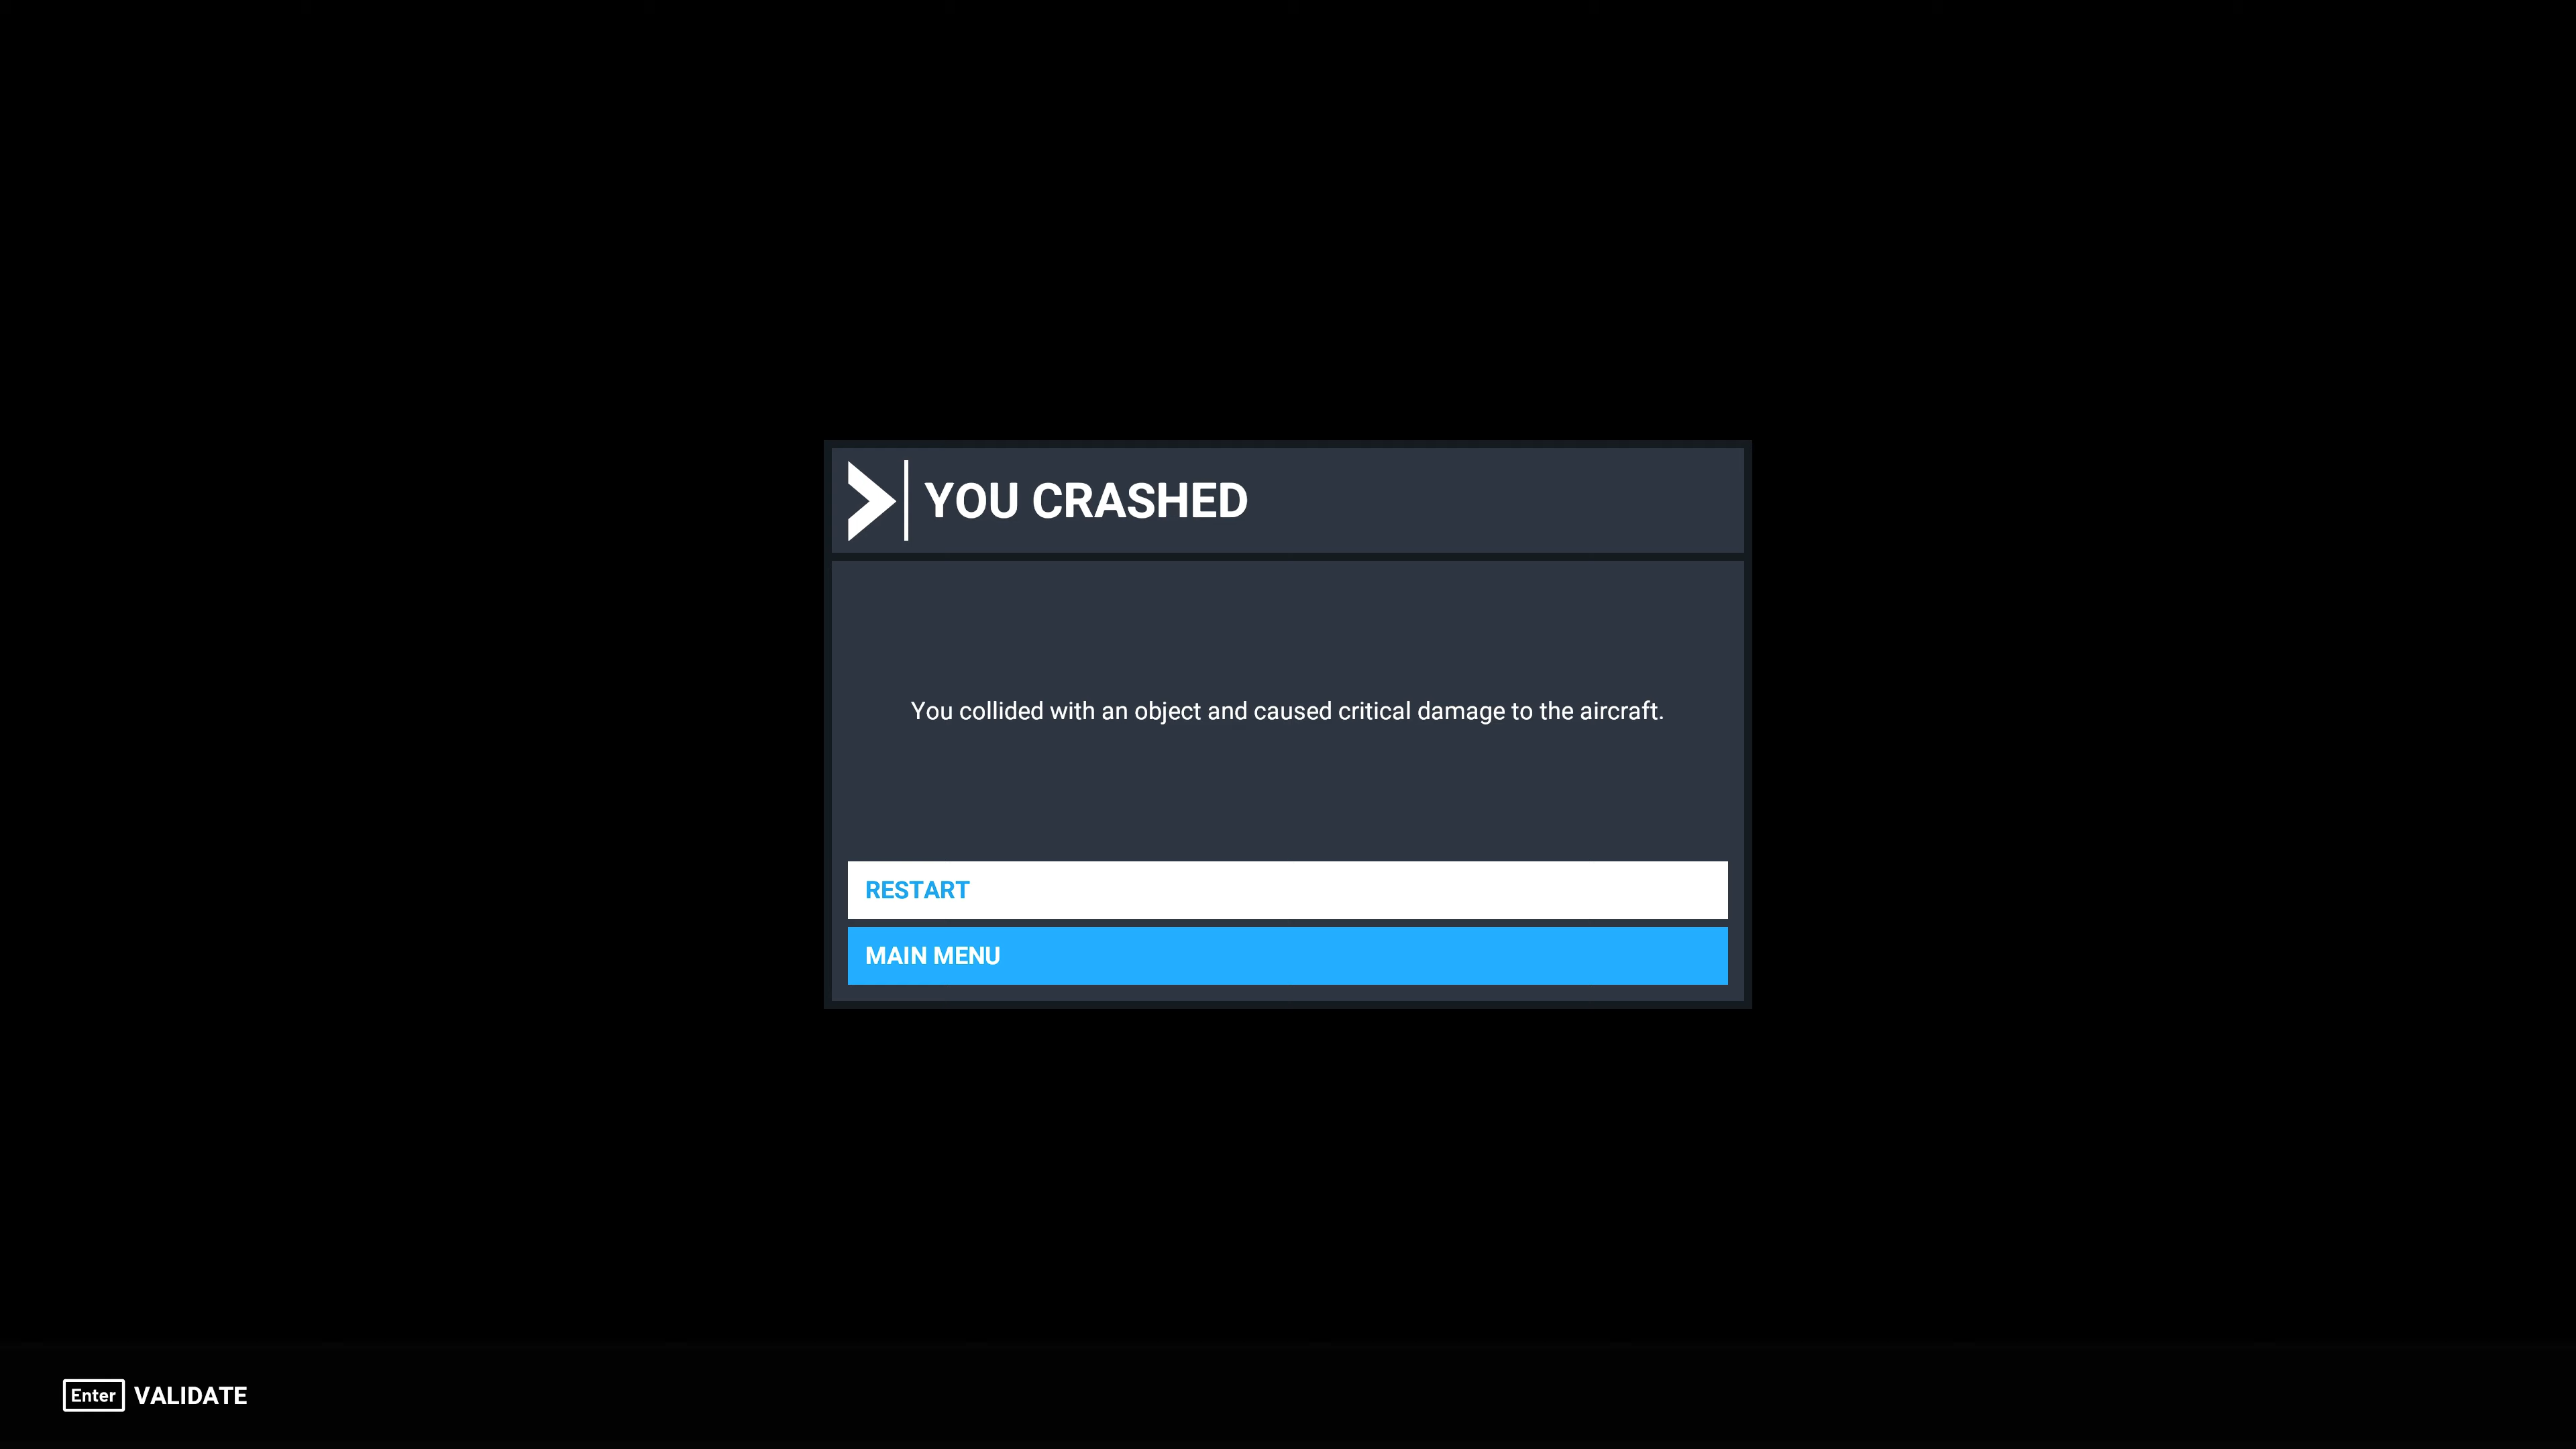 YOU CRASHED
You collided with an object and caused critical damage to the aircraft.
RESTART
MAIN MENU
Enter VALIDATE